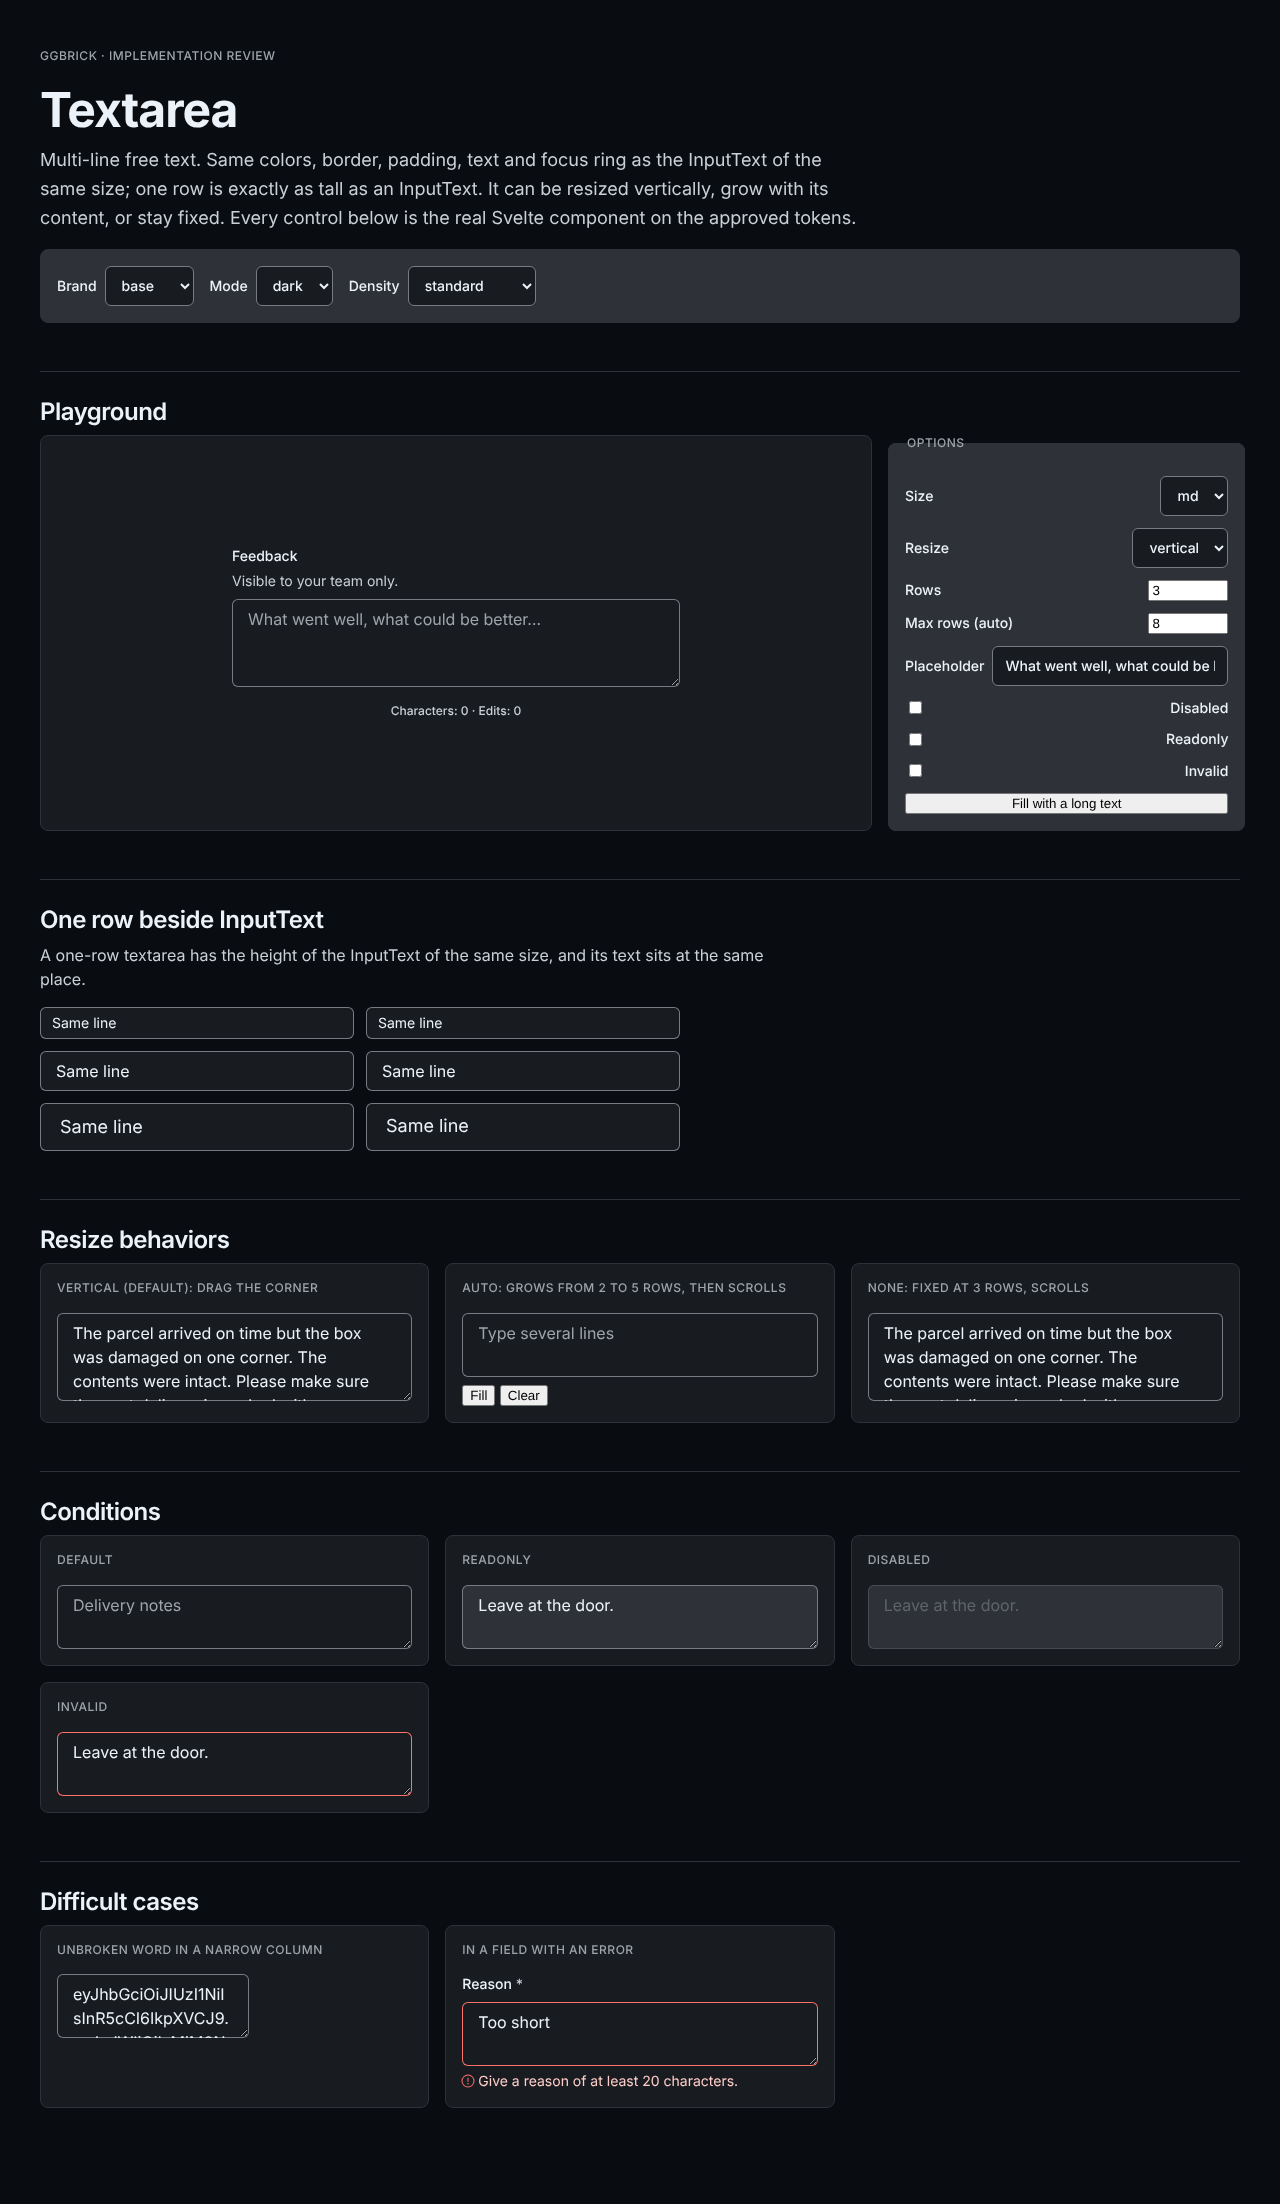 GGBRICK · IMPLEMENTATION REVIEW
Textarea
Multi-line free text. Same colors, border, padding, text and focus ring as the InputText of the
same size; one row is exactly as tall as an InputText. It can be resized vertically, grow with its
content, or stay fixed. Every control below is the real Svelte component on the approved tokens.
Brand base Mode dark Density standard
Playground
Feedback
Visible to your team only.
What went well, what could be better...
Characters: 0 · Edits: 0
OPTIONS
Size md
Resize vertical
Rows 3
Max rows (auto) 8
Placeholder What went well, what could be
Disabled
Readonly
Invalid
Fill with a long text
One row beside InputText
A one-row textarea has the height of the InputText of the same size, and its text sits at the same
place.
Same line Same line
Same line Same line
Same line Same line
Resize behaviors
VERTICAL (DEFAULT): DRAG THE CORNER
The parcel arrived on time but the box
was damaged on one corner. The
contents were intact. Please make sure
AUTO: GROWS FROM 2 TO 5 ROWS, THEN SCROLLS
Type several lines
Fill Clear
NONE: FIXED AT 3 ROWS, SCROLLS
The parcel arrived on time but the box
was damaged on one corner. The
contents were intact. Please make sure
Conditions
DEFAULT
Delivery notes
READONLY
Leave at the door.
DISABLED
Leave at the door.
INVALID
Leave at the door.
Difficult cases
UNBROKEN WORD IN A NARROW COLUMN
eyJhbGciOiJIUzI1NiI
sInR5cCI6IkpXVCJ9.
IN A FIELD WITH AN ERROR
Reason *
Too short
Give a reason of at least 20 characters.